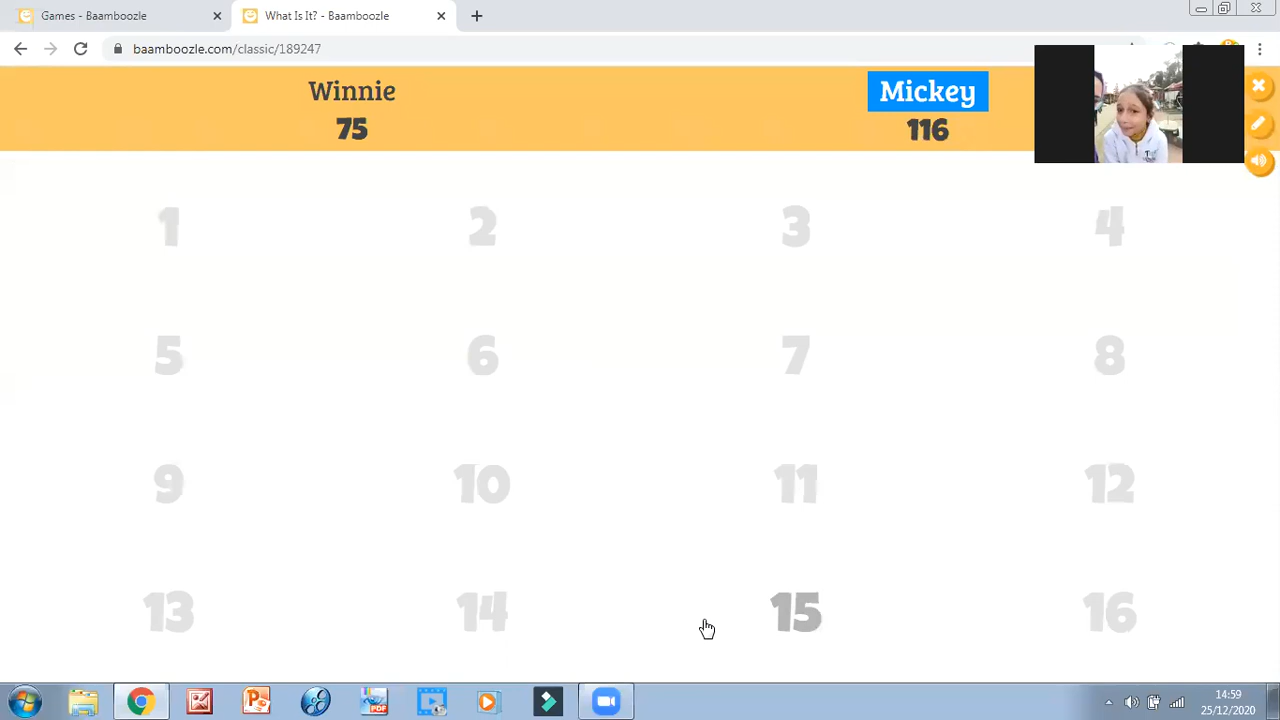 Games - Baamboozle
What Is It? - Baamboozle
baamboozle.com/classic/189247
Winnie
Mickey
75
116
1 2 3 4
5 6 7 8
9 10 11 12
13 14 15 16
14:59
25/12/2020